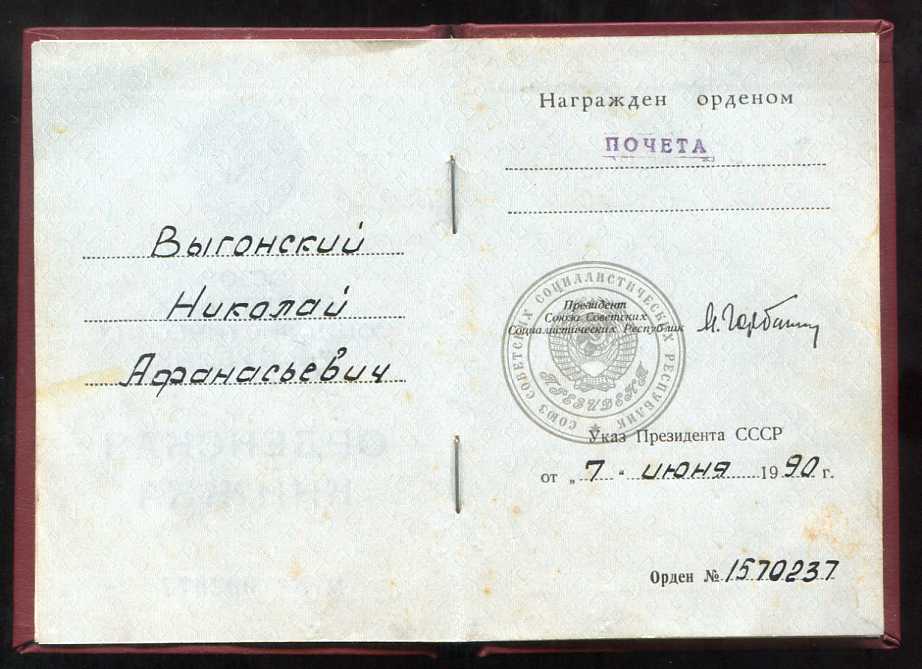 Выгонский
Николай
Афанасьевич
Награжден орденом
ПОЧЕТА
СОЮЗ СОВЕТСКИХ СОЦИАЛИСТИЧЕСКИХ РЕСПУБЛИК
Президент
Союза Советских
Социалистических Республик
ПРЕЗИДЕНТ
Указ Президента СССР
от „7" июня 1990 г.
Орден № 1570237